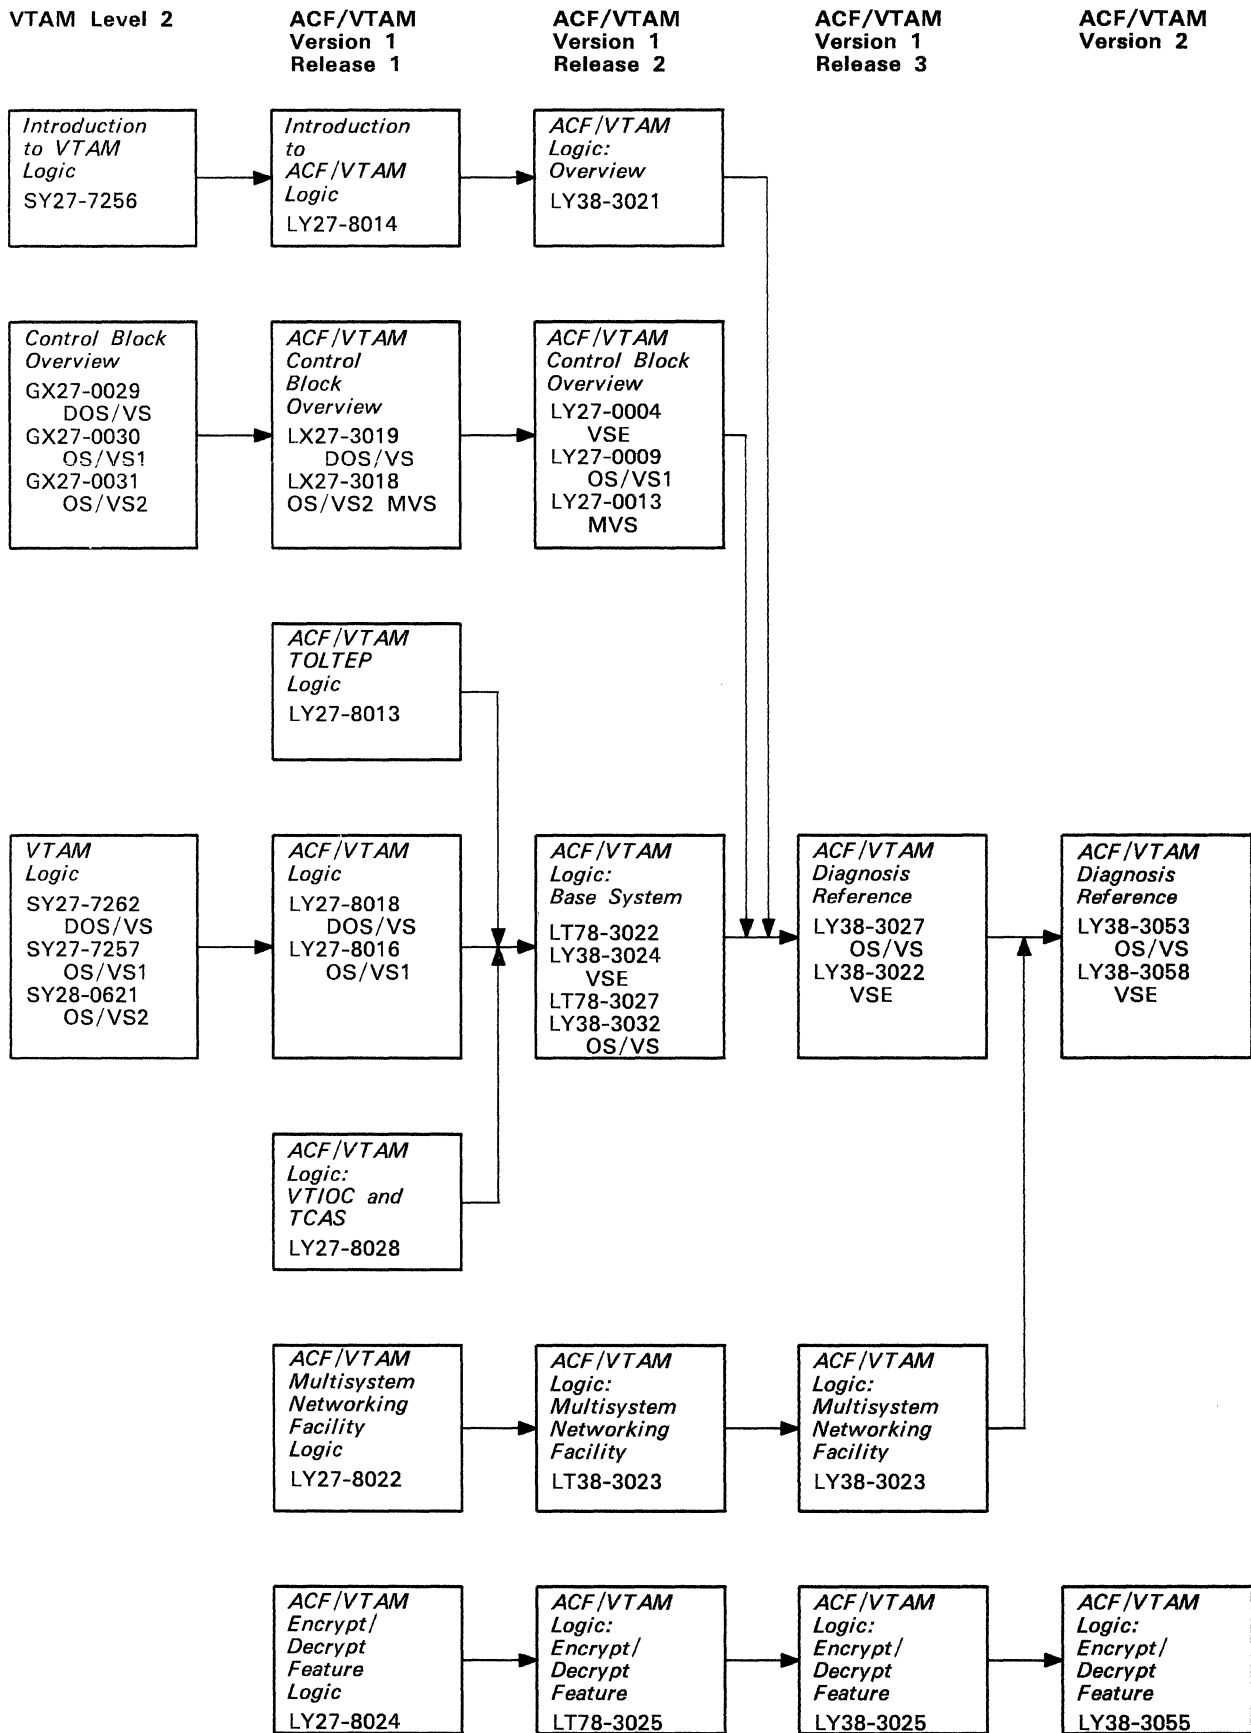 VTAM Level 2
ACF/VTAM
Version 1
Release 1
ACF/VTAM
Version 1
Release 2
ACF/VTAM
Version 1
Release 3
ACF/VTAM
Version 2
Introduction
to VTAM
Logic
SY27-7256
Introduction
to
ACF/VTAM
Logic
LY27-8014
ACF/VTAM
Logic:
Overview
LY38-3021
Control Block
Overview
GX27-0029
DOS/VS
GX27-0030
OS/VS1
GX27-0031
OS/VS2
ACF/VTAM
Control
Block
Overview
LX27-3019
DOS/VS
LX27-3018
OS/VS2 MVS
ACF/VTAM
Control Block
Overview
LY27-0004
VSE
LY27-0009
OS/VS1
LY27-0013
MVS
ACF/VTAM
TOLTEP
Logic
LY27-8013
VTAM
Logic
SY27-7262
DOS/VS
SY27-7257
OS/VS1
SY28-0621
OS/VS2
ACF/VTAM
Logic
LY27-8018
DOS/VS
LY27-8016
OS/VS1
ACF/VTAM
Logic:
Base System
LT78-3022
LY38-3024
VSE
LT78-3027
LY38-3032
OS/VS
ACF/VTAM
Diagnosis
Reference
LY38-3027
OS/VS
LY38-3022
VSE
ACF/VTAM
Diagnosis
Reference
LY38-3053
OS/VS
LY38-3058
VSE
ACF/VTAM
Logic:
VTIOC and
TCAS
LY27-8028
ACF/VTAM
Multisystem
Networking
Facility
Logic
LY27-8022
ACF/VTAM
Logic:
Multisystem
Networking
Facility
LT38-3023
ACF/VTAM
Logic:
Multisystem
Networking
Facility
LY38-3023
ACF/VTAM
Encrypt/
Decrypt
Feature
Logic
LY27-8024
ACF/VTAM
Logic:
Encrypt/
Decrypt
Feature
LT78-3025
ACF/VTAM
Logic:
Encrypt/
Decrypt
Feature
LY38-3025
ACF/VTAM
Logic:
Encrypt/
Decrypt
Feature
LY38-3055